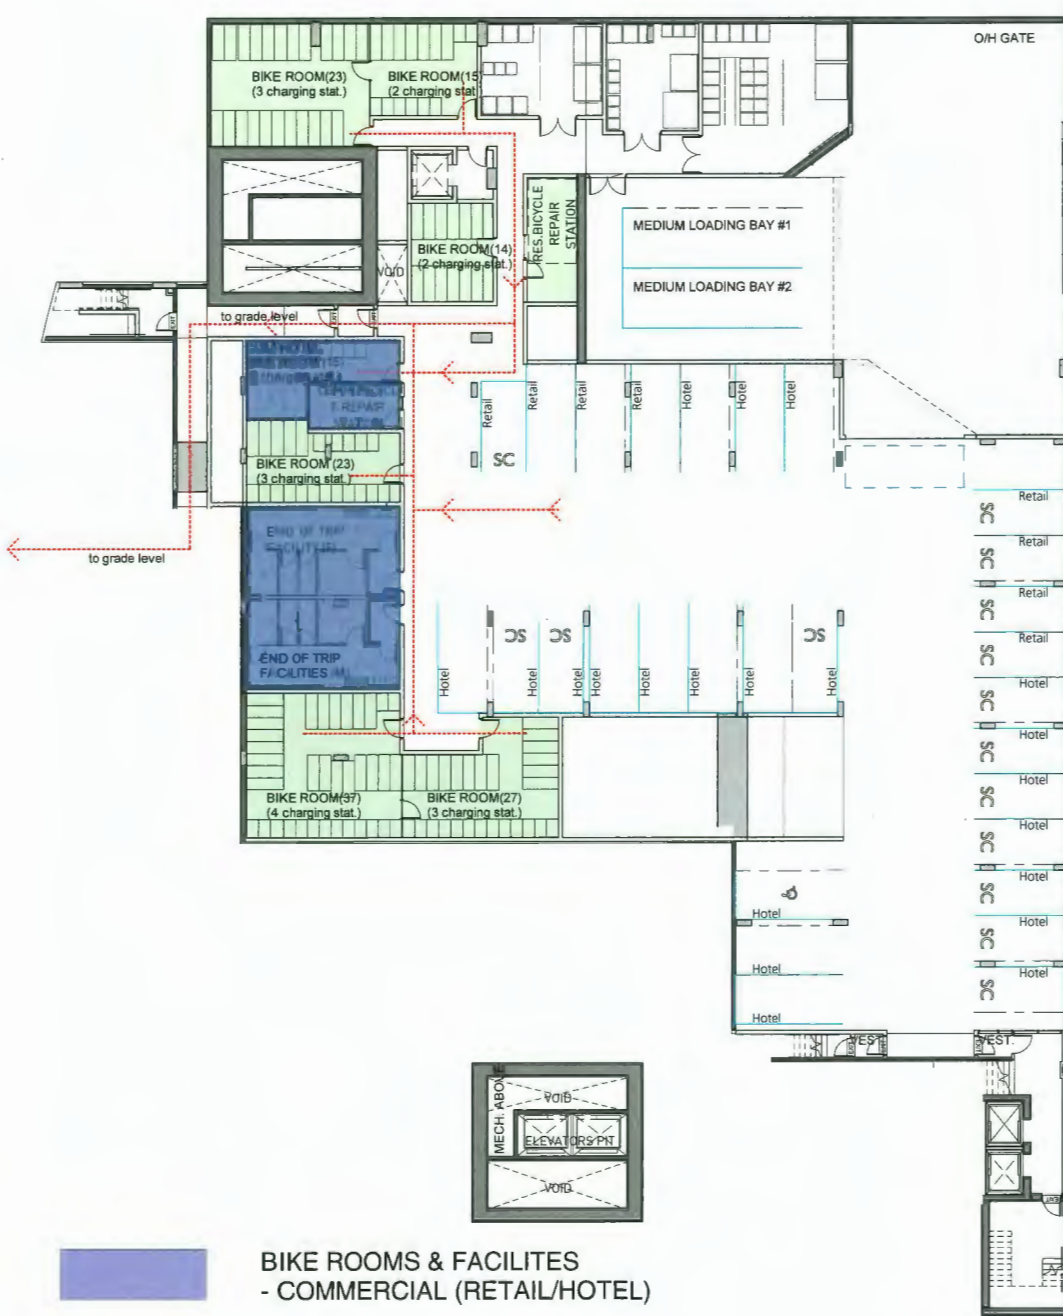 O/H GATE
BIKE ROOM(23)
(3 charging stat.)
BIKE ROOM(15
(2 charging stat
RES.BICYCLE
REPAIR
STATION
MEDIUM LOADING BAY #1
BIKE ROOM(14)
(2 charging stat.)
VOID
MEDIUM LOADING BAY #2
to grade level
EXIT
Retail
Retail
Retail
Retail
Hotel
Hotel
Hotel
SC
BIKE ROOM (23)
(3 charging stat.)
END OF TRIP
to grade level
END OF TRIP
FACILITIES
SC
SC
SC
Hotel
Hotel
Hotel
Hotel
Hotel
Hotel
Hotel
Hotel
BIKE ROOM(37)
(4 charging stat.)
BIKE ROOM(27)
(3 charging stat.)
Retail
SC
Retail
SC
Retail
SC
Retail
SC
Hotel
SC
Hotel
SC
Hotel
SC
Hotel
SC
Hotel
SC
Hotel
SC
Hotel
SC
Hotel
Hotel
Hotel
VEST
VEST.
MECH. ABOVE
VOID
ELEVATORS PIT
VOID
BIKE ROOMS & FACILITES
- COMMERCIAL (RETAIL/HOTEL)